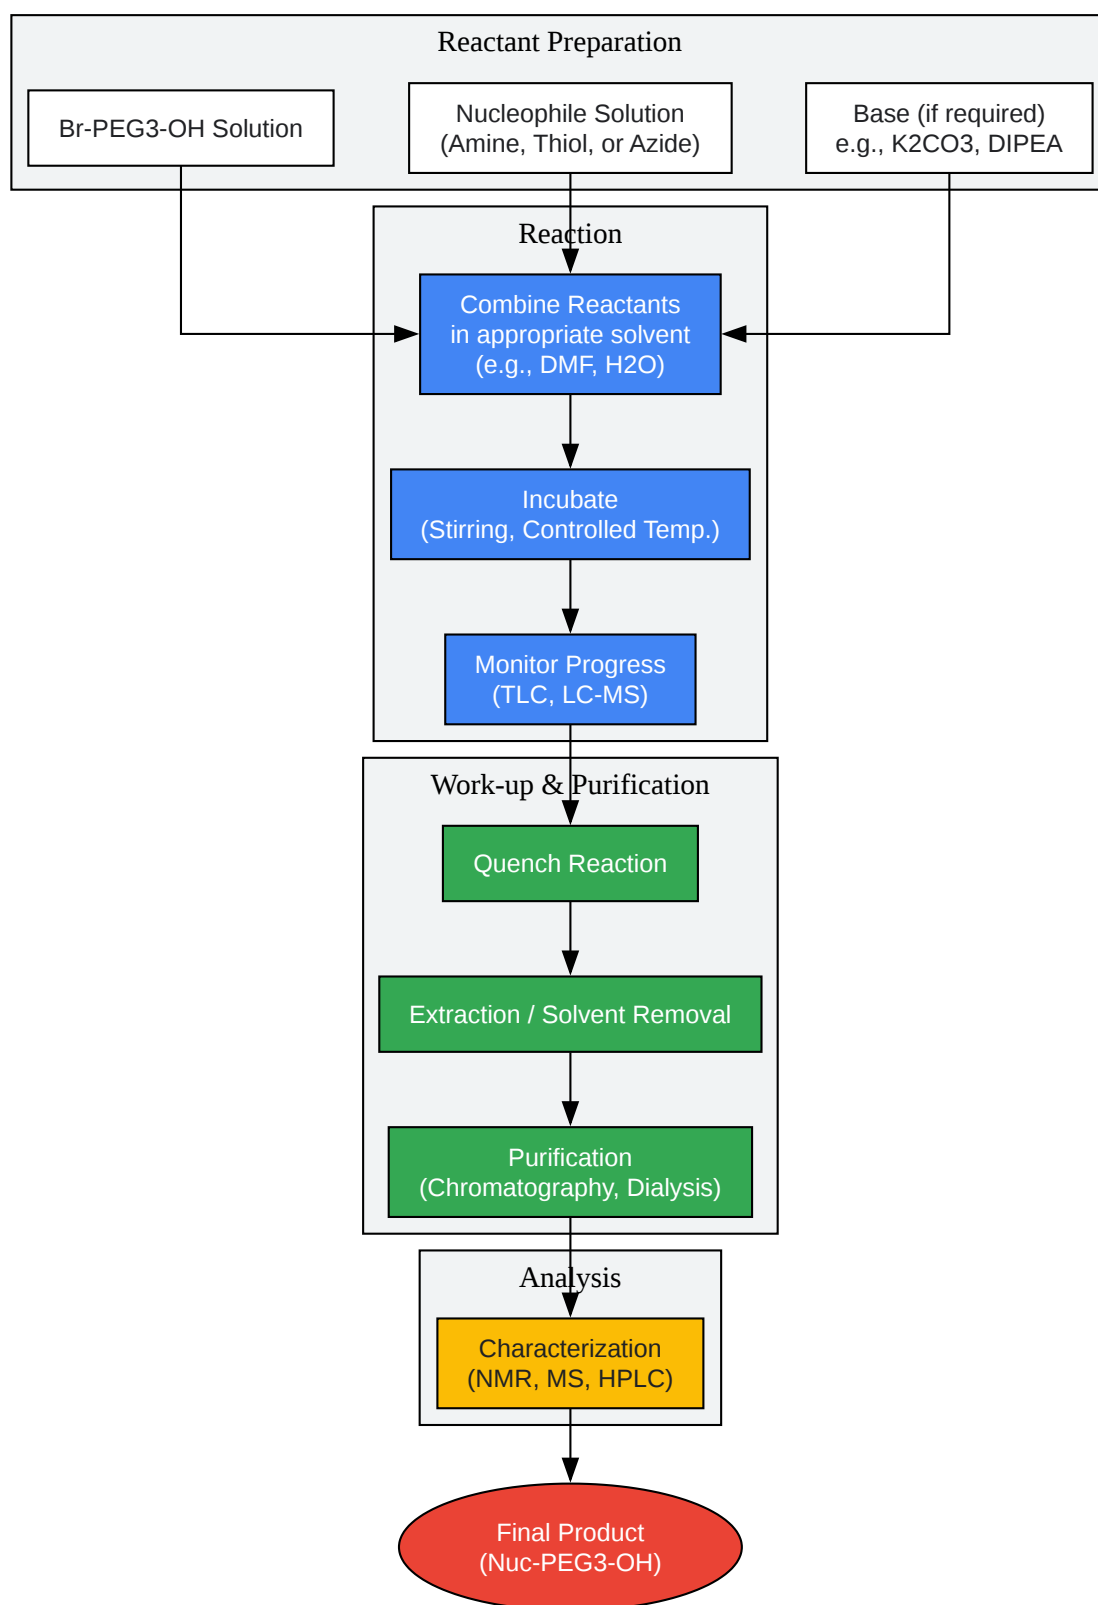 Reactant Preparation
Br-PEG3-OH Solution
Nucleophile Solution
(Amine, Thiol, or Azide)
Base (if required)
e.g., K2CO3, DIPEA
Reaction
Combine Reactants
in appropriate solvent
(e.g., DMF, H2O)
Incubate
(Stirring, Controlled Temp.)
Monitor Progress
(TLC, LC-MS)
Work-up & Purification
Quench Reaction
Extraction / Solvent Removal
Purification
(Chromatography, Dialysis)
Analysis
Characterization
(NMR, MS, HPLC)
Final Product
(Nuc-PEG3-OH)